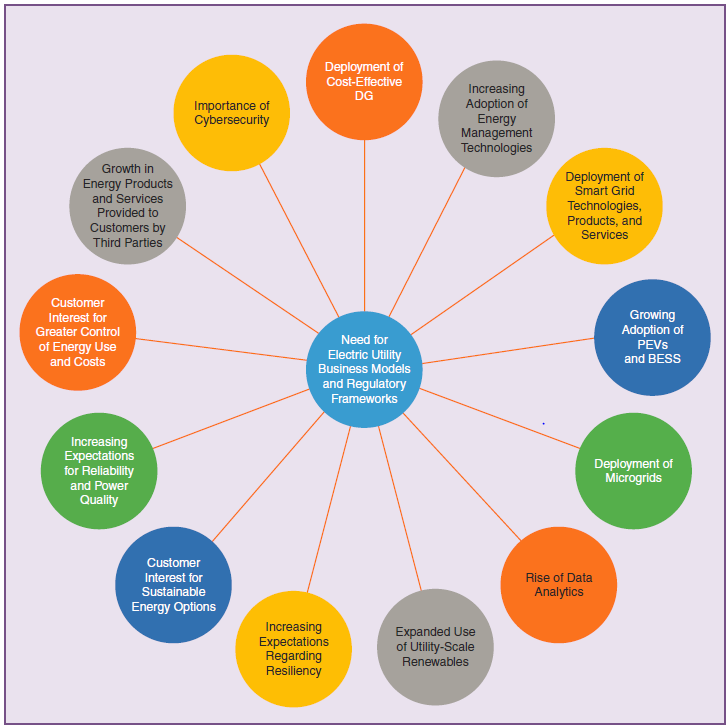 Deployment of
Cost-Effective
DG
Increasing
Adoption of
Energy
Management
Technologies
Deployment of
Smart Grid
Technologies,
Products, and
Services
Growing
Adoption of
PEVs
and BESS
Deployment of
Microgrids
Rise of Data
Analytics
Expanded Use
of Utility-Scale
Renewables
Increasing
Expectations
Regarding
Resiliency
Customer
Interest for
Sustainable
Energy Options
Increasing
Expectations
for Reliability
and Power
Quality
Customer
Interest for
Greater Control
of Energy Use
and Costs
Growth in
Energy Products
and Services
Provided to
Customers by
Third Parties
Importance of
Cybersecurity
Need for
Electric Utility
Business Models
and Regulatory
Frameworks